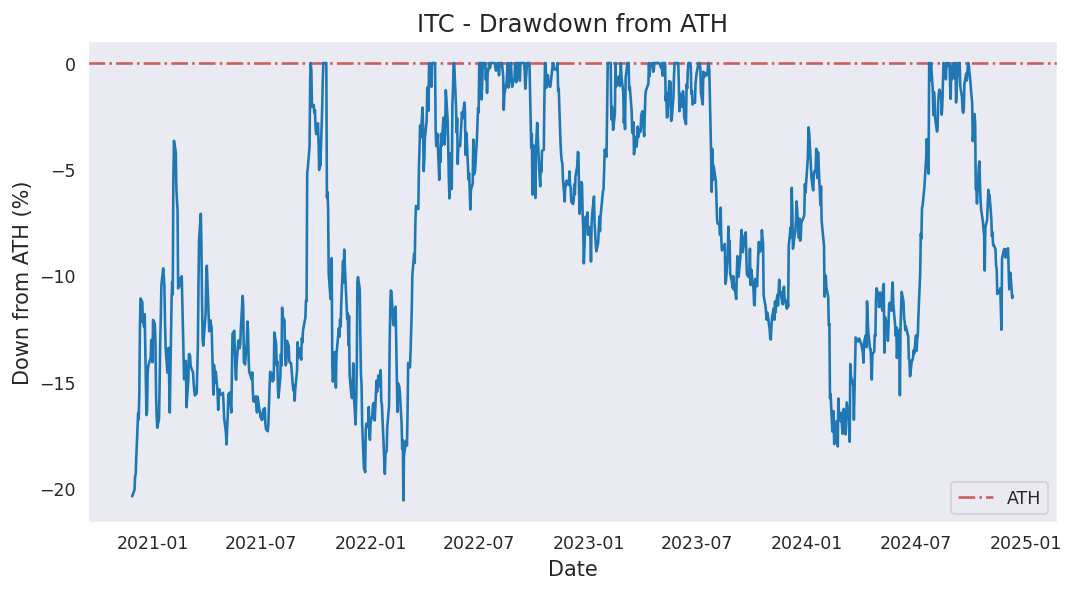 ITC - Drawdown from ATH
Down from ATH (%)
0
−5
−10
−15
−20
ATH
2021-01 2021-07 2022-01 2022-07 2023-01 2023-07 2024-01 2024-07 2025-01
Date